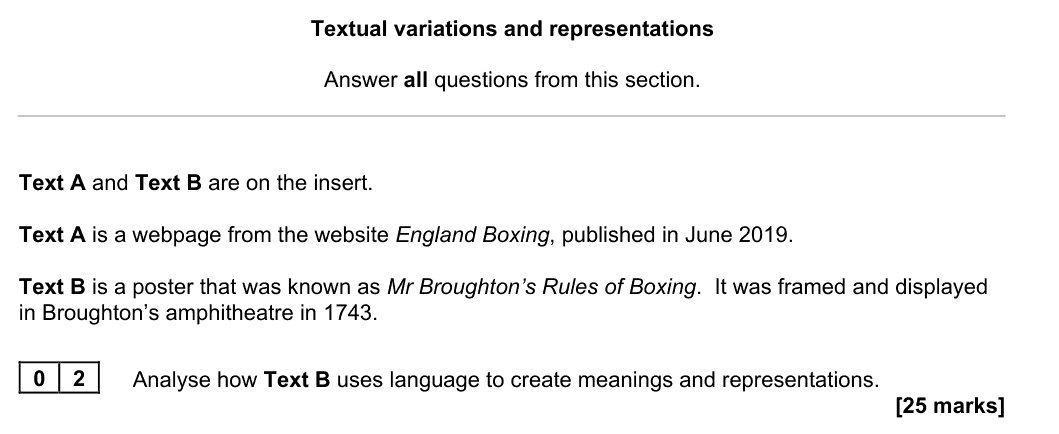 Textual variations and representations
Answer all questions from this section.
Text A and Text B are on the insert.
Text A is a webpage from the website England Boxing, published in June 2019.
Text B is a poster that was known as Mr Broughton’s Rules of Boxing.  It was framed and displayed
in Broughton’s amphitheatre in 1743.
0 2 Analyse how Text B uses language to create meanings and representations.
[25 marks]